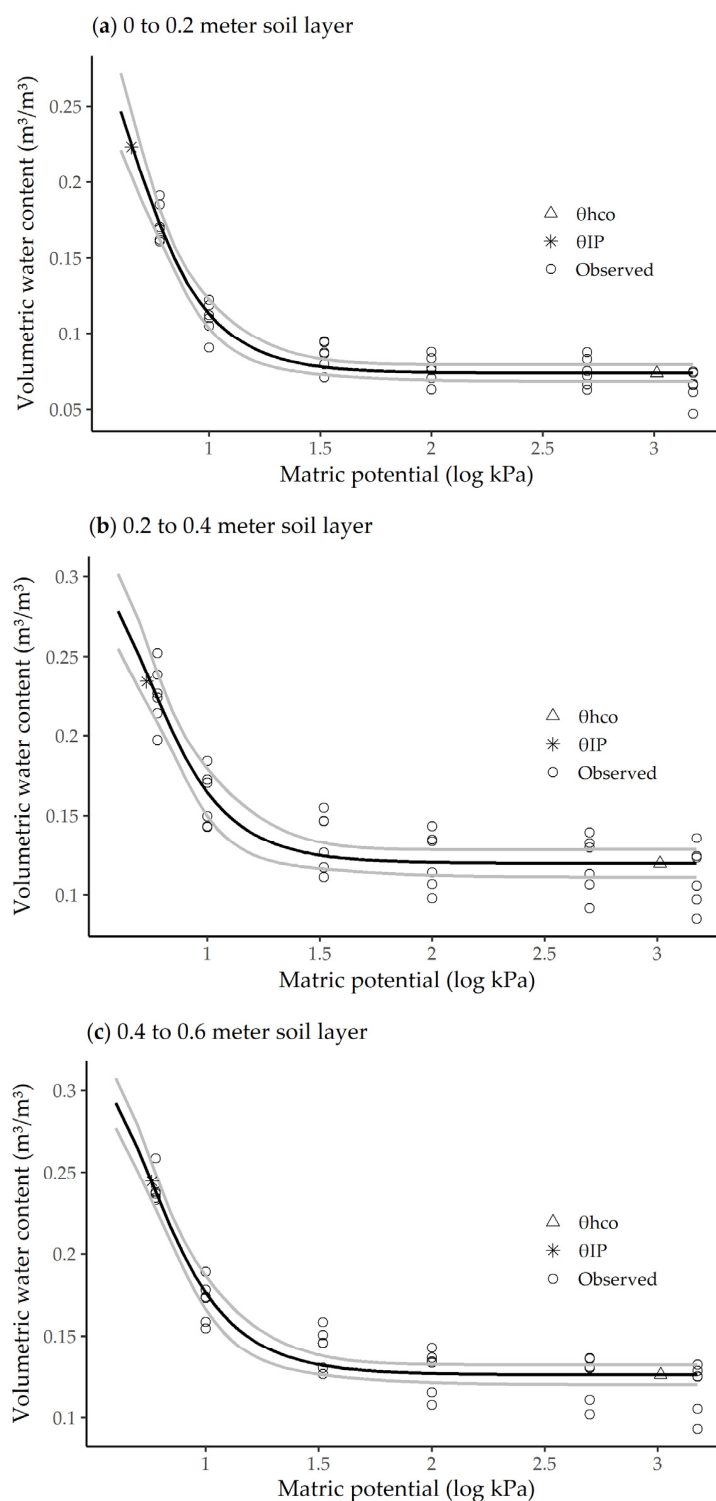 (a) 0 to 0.2 meter soil layer
Volumetric water content (m³/m³)
0.25
0.2
0.15
0.1
0.05
θhco
θIP
Observed
1
1.5
2
2.5
3
Matric potential (log kPa)
(b) 0.2 to 0.4 meter soil layer
Volumetric water content (m³/m³)
0.3
0.25
0.2
0.15
0.1
θhco
θIP
Observed
1
1.5
2
2.5
3
Matric potential (log kPa)
(c) 0.4 to 0.6 meter soil layer
Volumetric water content (m³/m³)
0.3
0.25
0.2
0.15
0.1
θhco
θIP
Observed
1
1.5
2
2.5
3
Matric potential (log kPa)